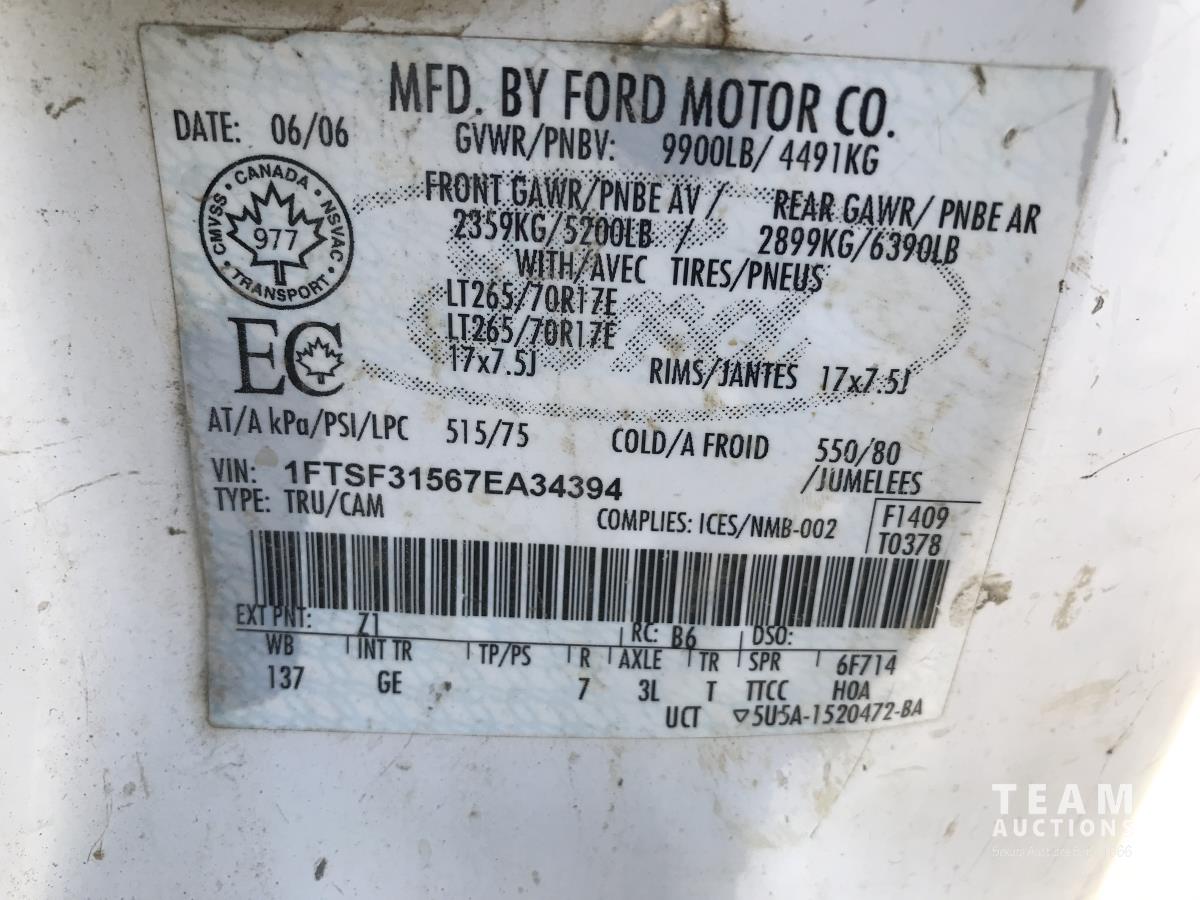 MFD. BY FORD MOTOR CO.
DATE: 06/06
GVWR/PNBV: 9900LB/ 4491KG
CANADA
CMVSS
NSVAC
977
TRANSPORT
FRONT GAWR/PNBE AV / REAR GAWR/ PNBE AR
2359KG/5200LB / 2899KG/6390LB
WITH/AVEC TIRES/PNEUS
LT265/70R17E
LT265/70R17E
17x7.5J RIMS/JANTES 17x7.5J
EC
AT/A kPa/PSI/LPC 515/75 COLD/A FROID 550/80
/JUMELEES
VIN: 1FTSF31567EA34394
TYPE: TRU/CAM COMPLIES: ICES/NMB-002
F1409
T0378
EXT PNT: Z1 RC: B6 DSO:
WB INT TR TP/PS R AXLE TR SPR 6F714
137 GE 7 3L T TTCC HOA
UCT 5U5A-1520472-BA
TEAM
AUCTIONS